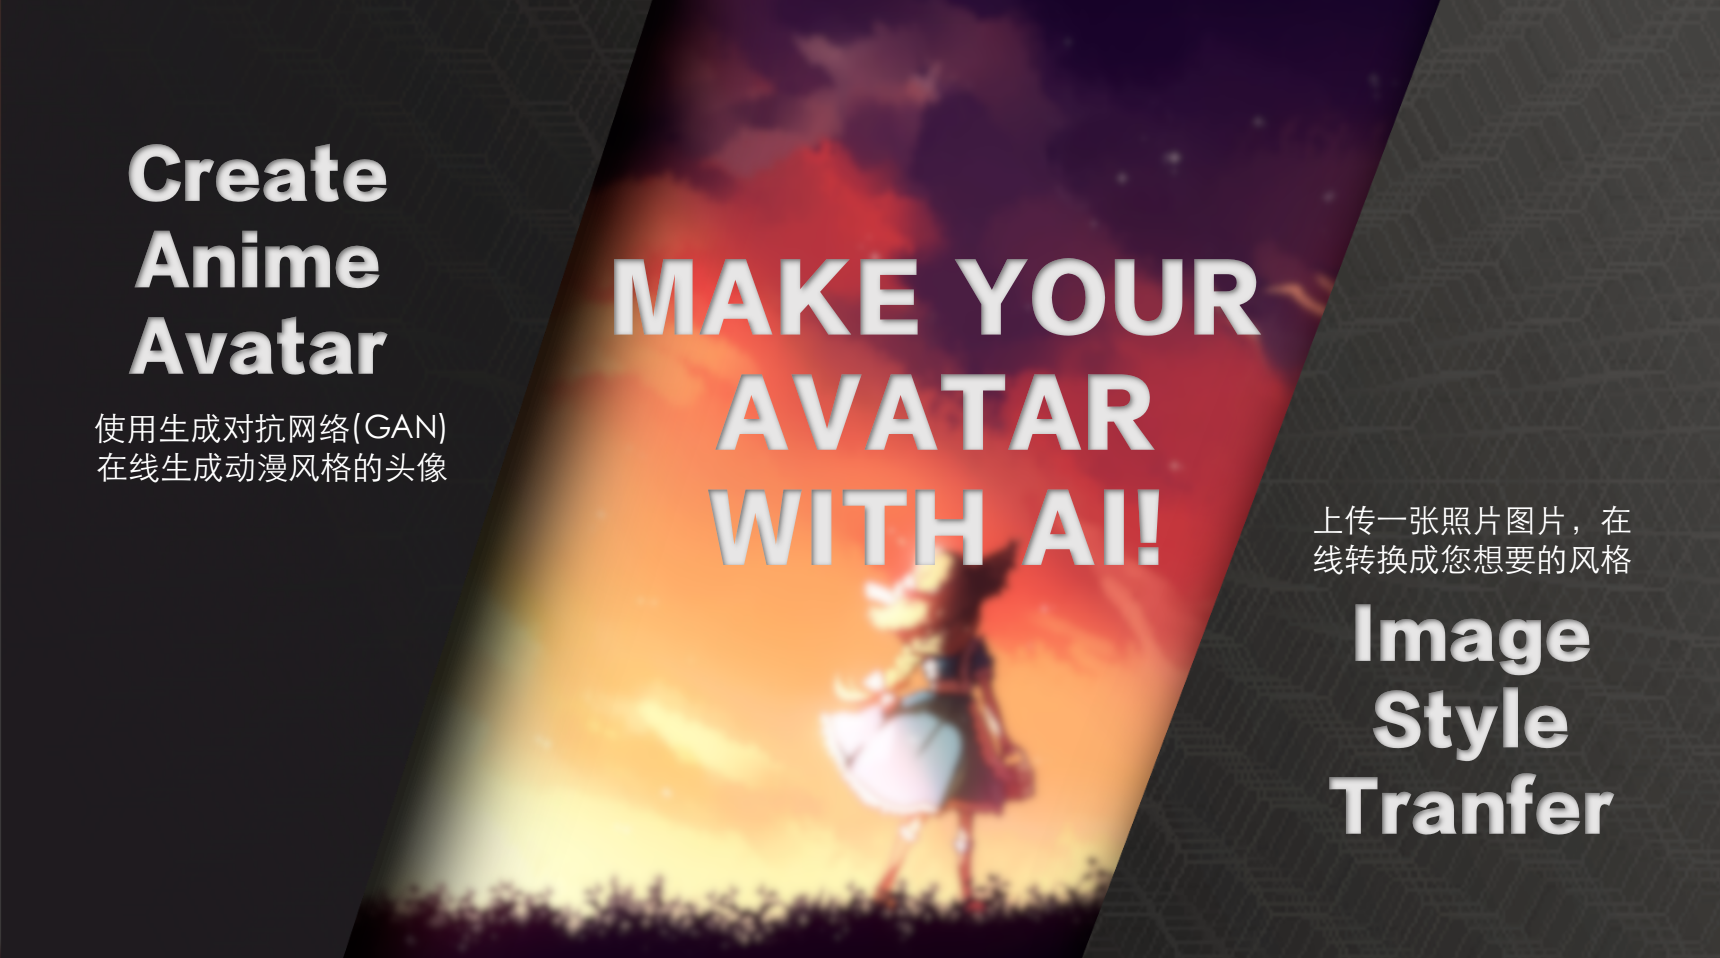 Create
Anime
Avatar
使用生成对抗网络(GAN)
在线生成动漫风格的头像
MAKE YOUR
AVATAR
WITH AI!
上传一张照片图片，在
线转换成您想要的风格
Image
Style
Tranfer